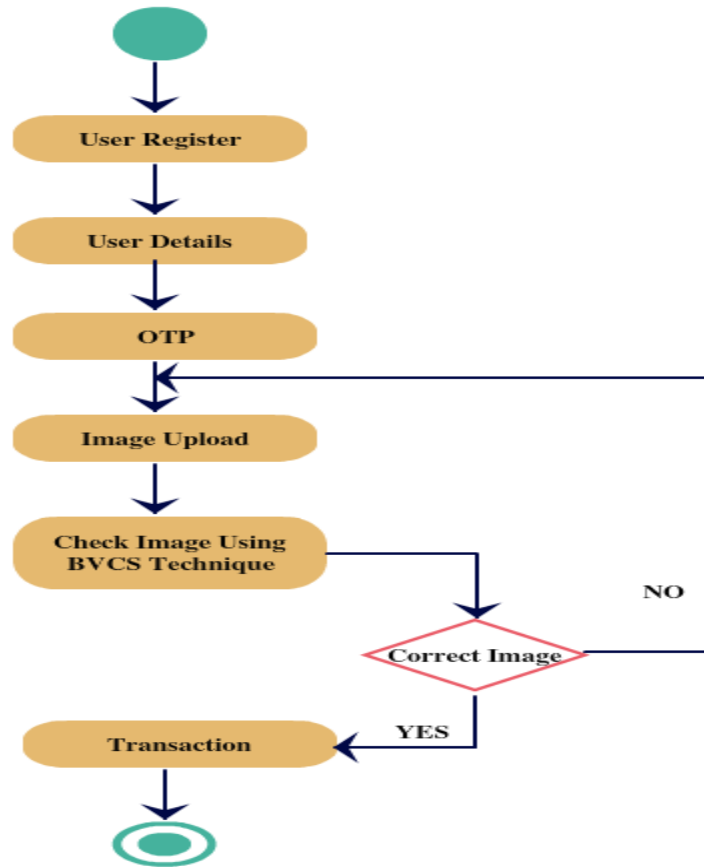 User Register
User Details
OTP
Image Upload
Check Image Using
BVCS Technique
NO
Correct Image
YES
Transaction